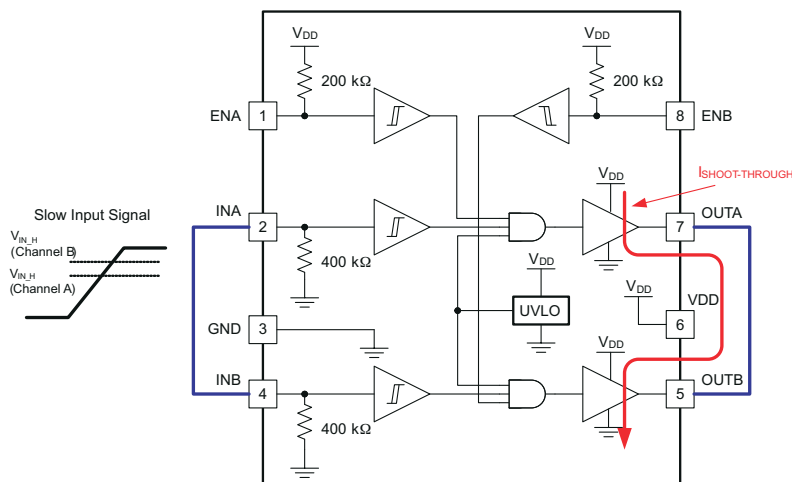 VDD
VDD
200 kΩ
200 kΩ
ENA
1
8
ENB
ISHOOT-THROUGH
VDD
Slow Input Signal
INA
2
7
OUTA
VIN_H
(Channel B)
VIN_H
(Channel A)
400 kΩ
VDD
VDD
VDD
UVLO
GND
3
6
VDD
INB
4
5
OUTB
400 kΩ